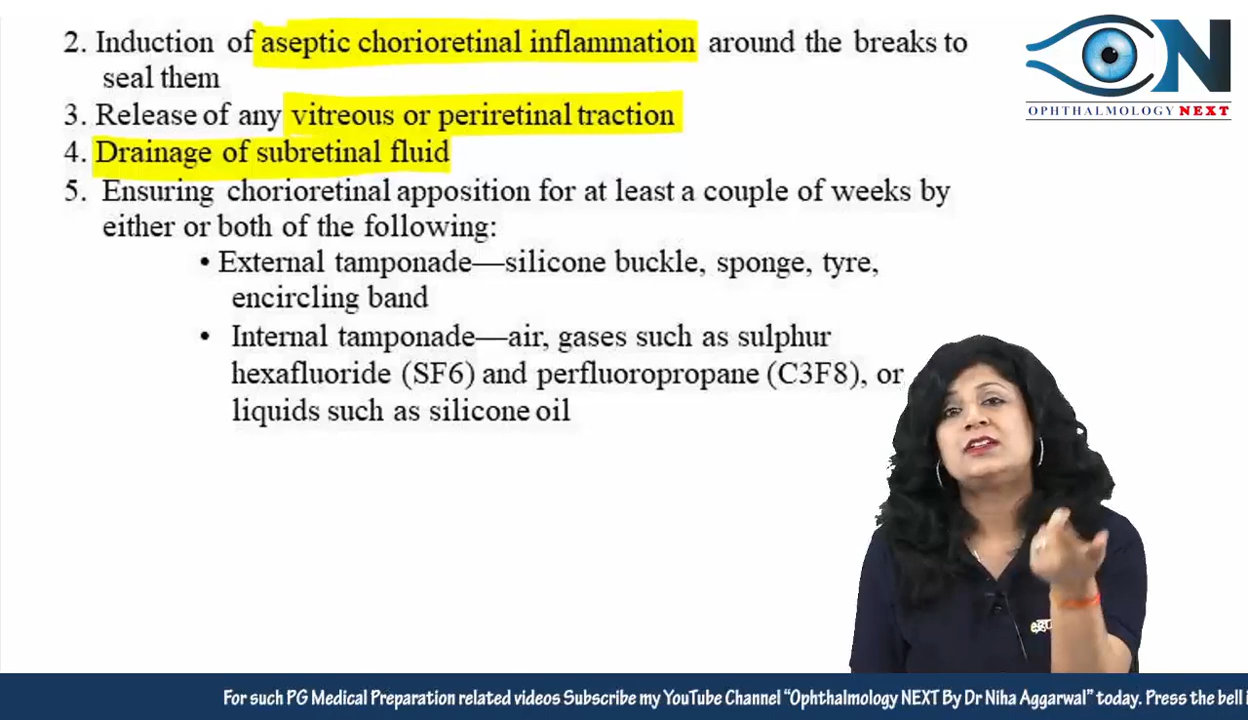 2. Induction of aseptic chorioretinal inflammation around the breaks to
seal them
3. Release of any vitreous or periretinal traction
4. Drainage of subretinal fluid
5. Ensuring chorioretinal apposition for at least a couple of weeks by
either or both of the following:
• External tamponade—silicone buckle, sponge, tyre,
encircling band
• Internal tamponade—air, gases such as sulphur
hexafluoride (SF6) and perfluoropropane (C3F8), or
liquids such as silicone oil
N
OPHTHALMOLOGY NEXT
For such PG Medical Preparation related videos Subscribe my YouTube Channel “Ophthalmology NEXT By Dr Niha Aggarwal” today. Press the bell i